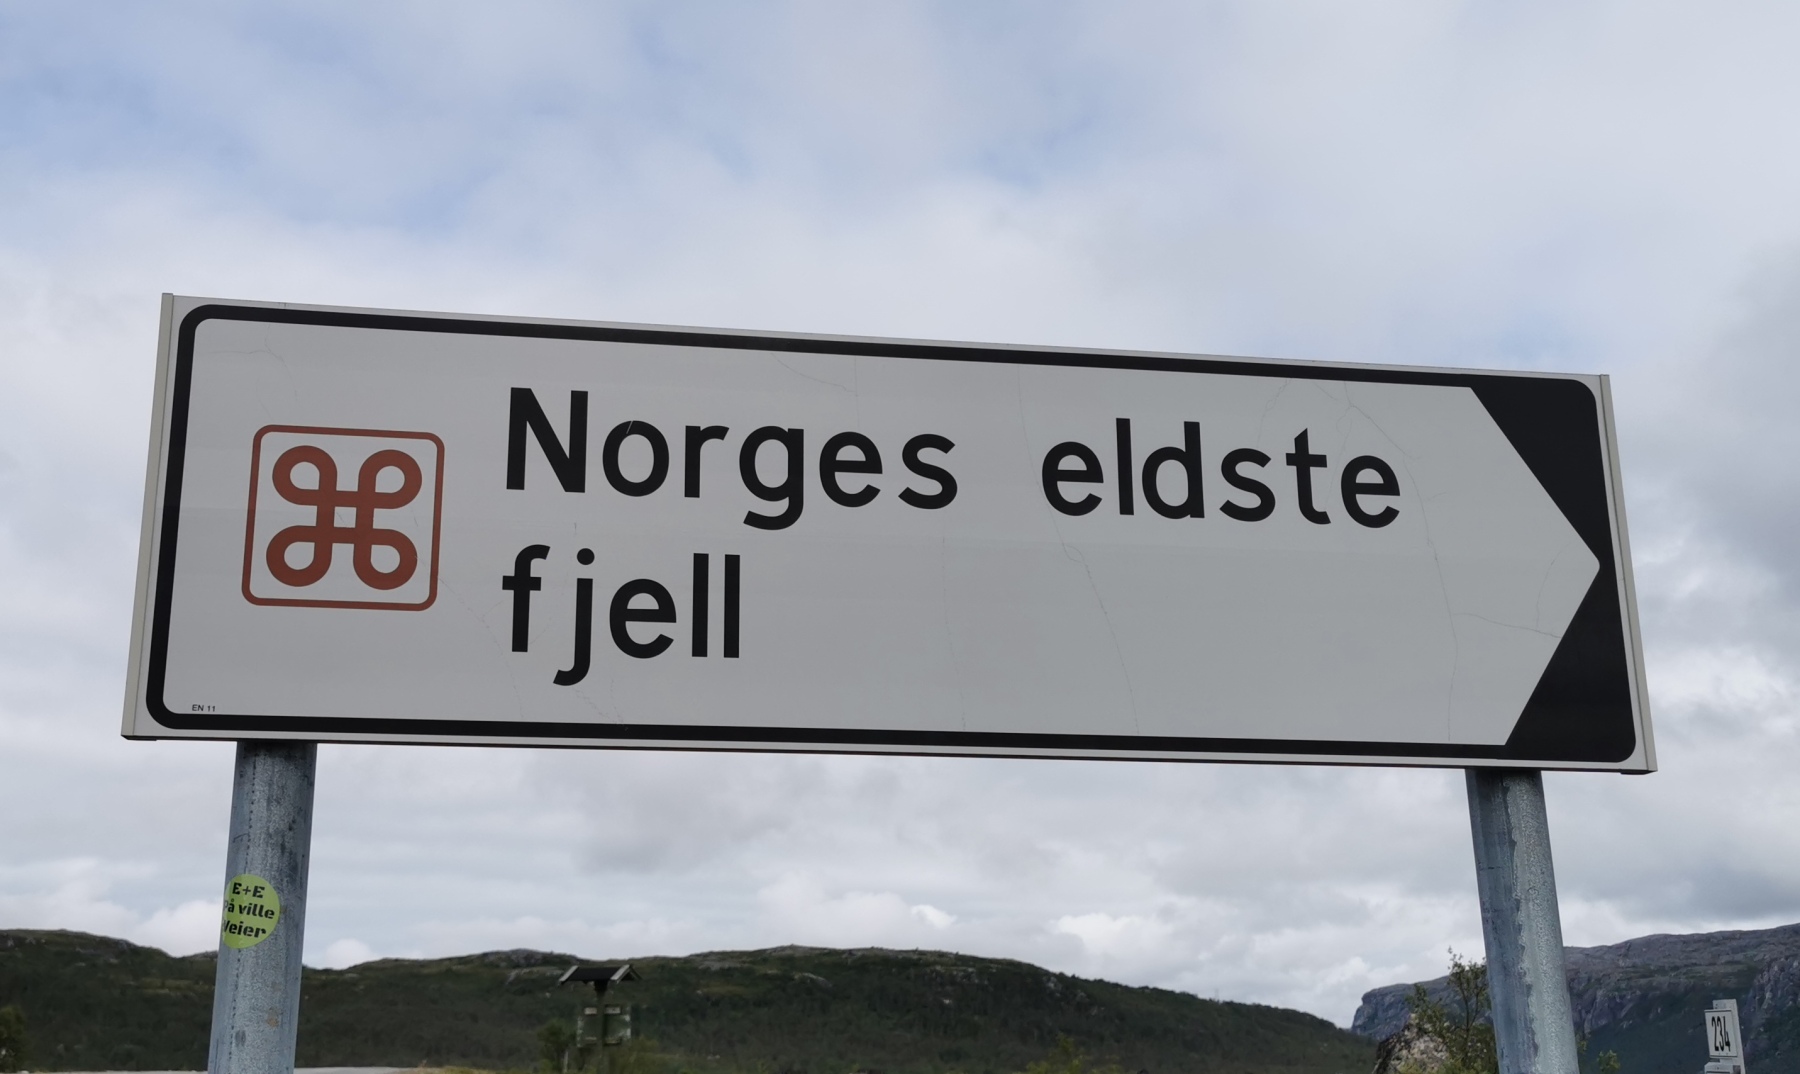 Norges eldste
fjell
EN 11
E+E
På ville
Veier
234